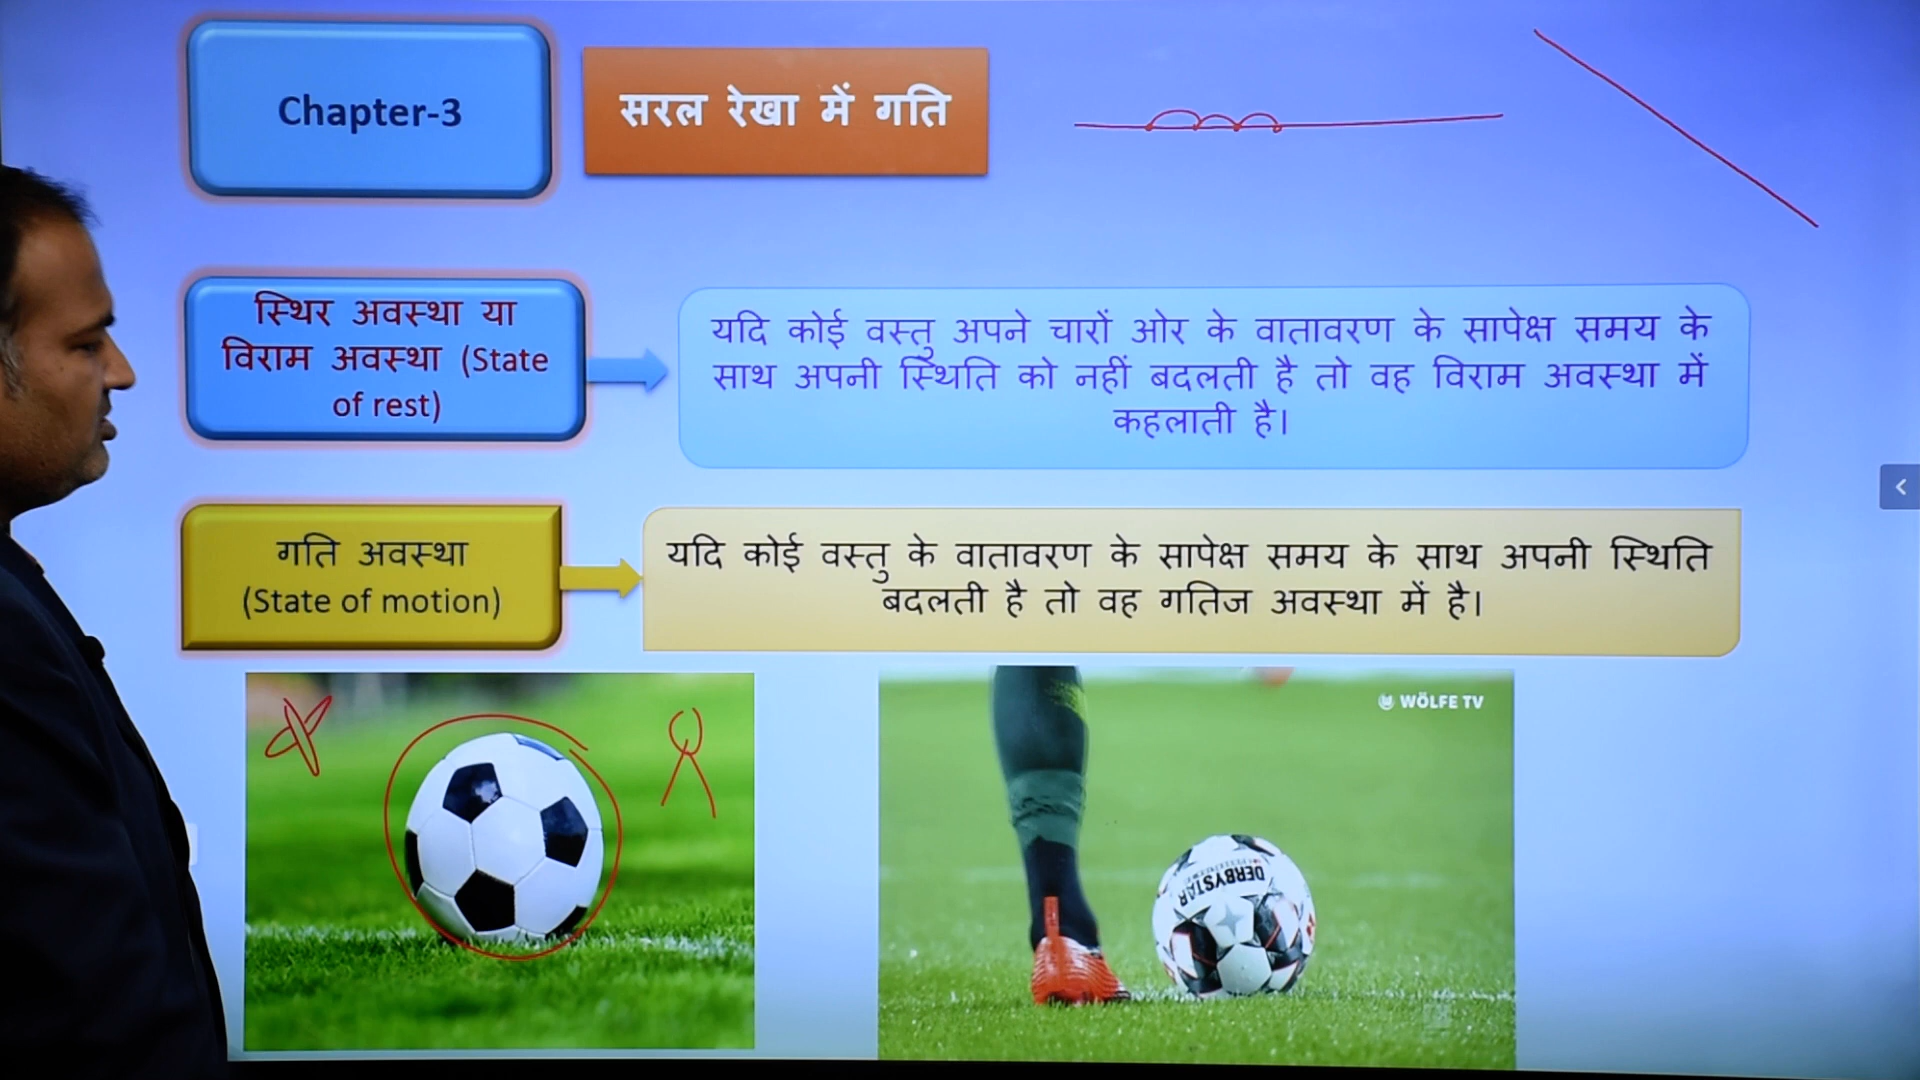 Chapter-3
सरल रेखा में गति
स्थिर अवस्था या
विराम अवस्था (State
of rest)
यदि कोई वस्तु अपने चारों ओर के वातावरण के सापेक्ष समय के
साथ अपनी स्थिति को नहीं बदलती है तो वह विराम अवस्था में
कहलाती है।
गति अवस्था
(State of motion)
यदि कोई वस्तु के वातावरण के सापेक्ष समय के साथ अपनी स्थिति
बदलती है तो वह गतिज अवस्था में है।
WÖLFE TV
DERBYSTAR